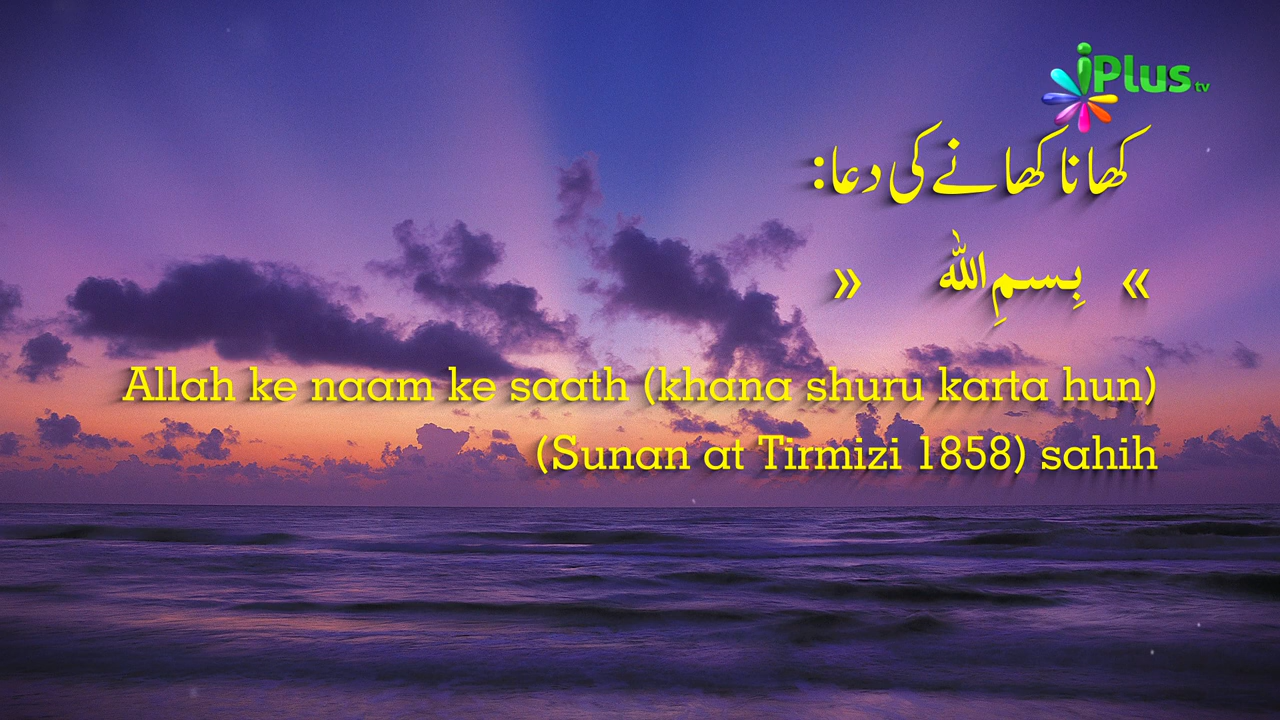 iPlus tv
کھانا کھانے کی دعا:
« بِسمِ الله »
Allah ke naam ke saath (khana shuru karta hun)
(Sunan at Tirmizi 1858) sahih